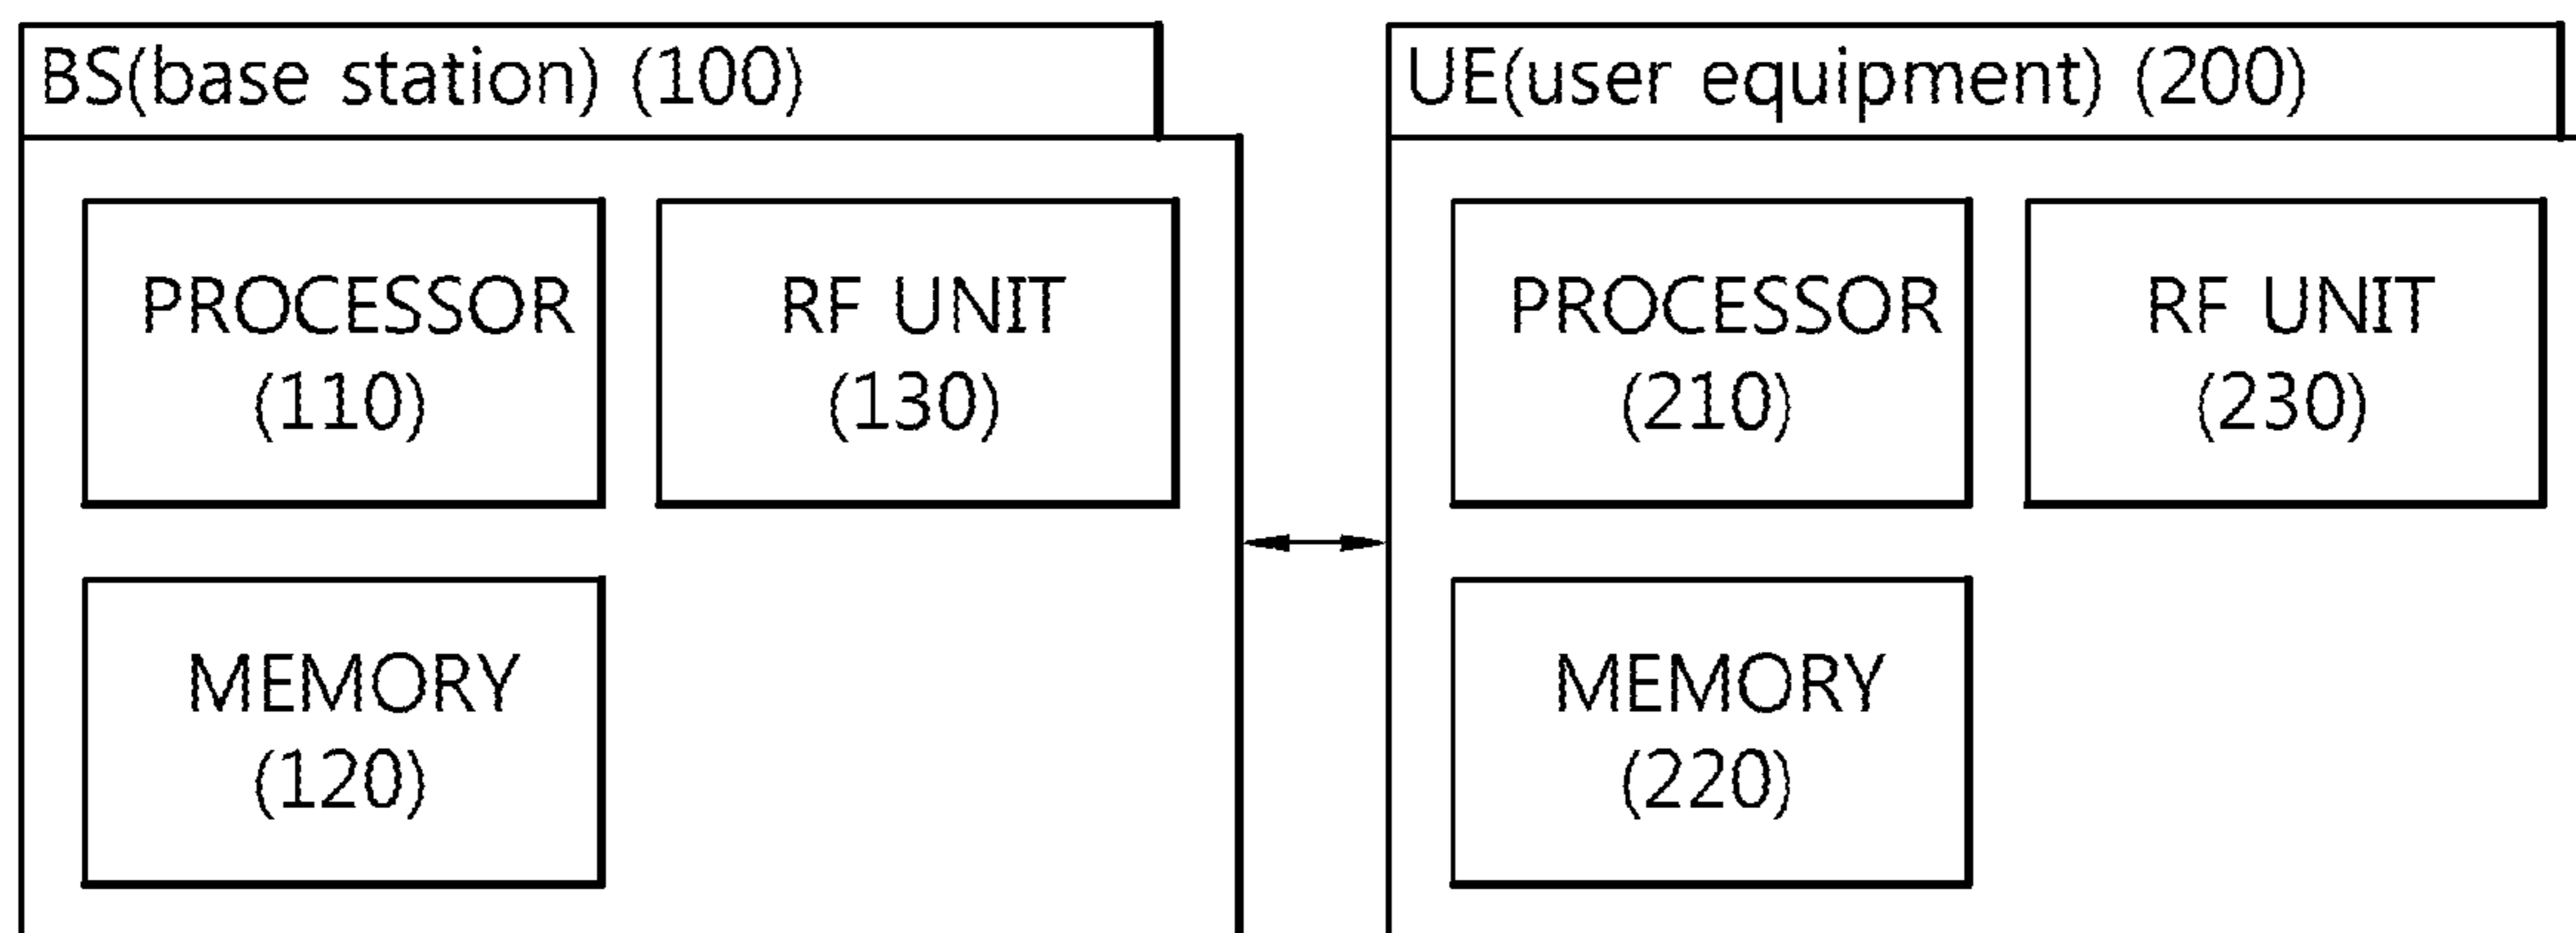 BS(base station) (100)
PROCESSOR
(110)
RF UNIT
(130)
MEMORY
(120)
UE(user equipment) (200)
PROCESSOR
(210)
RF UNIT
(230)
MEMORY
(220)